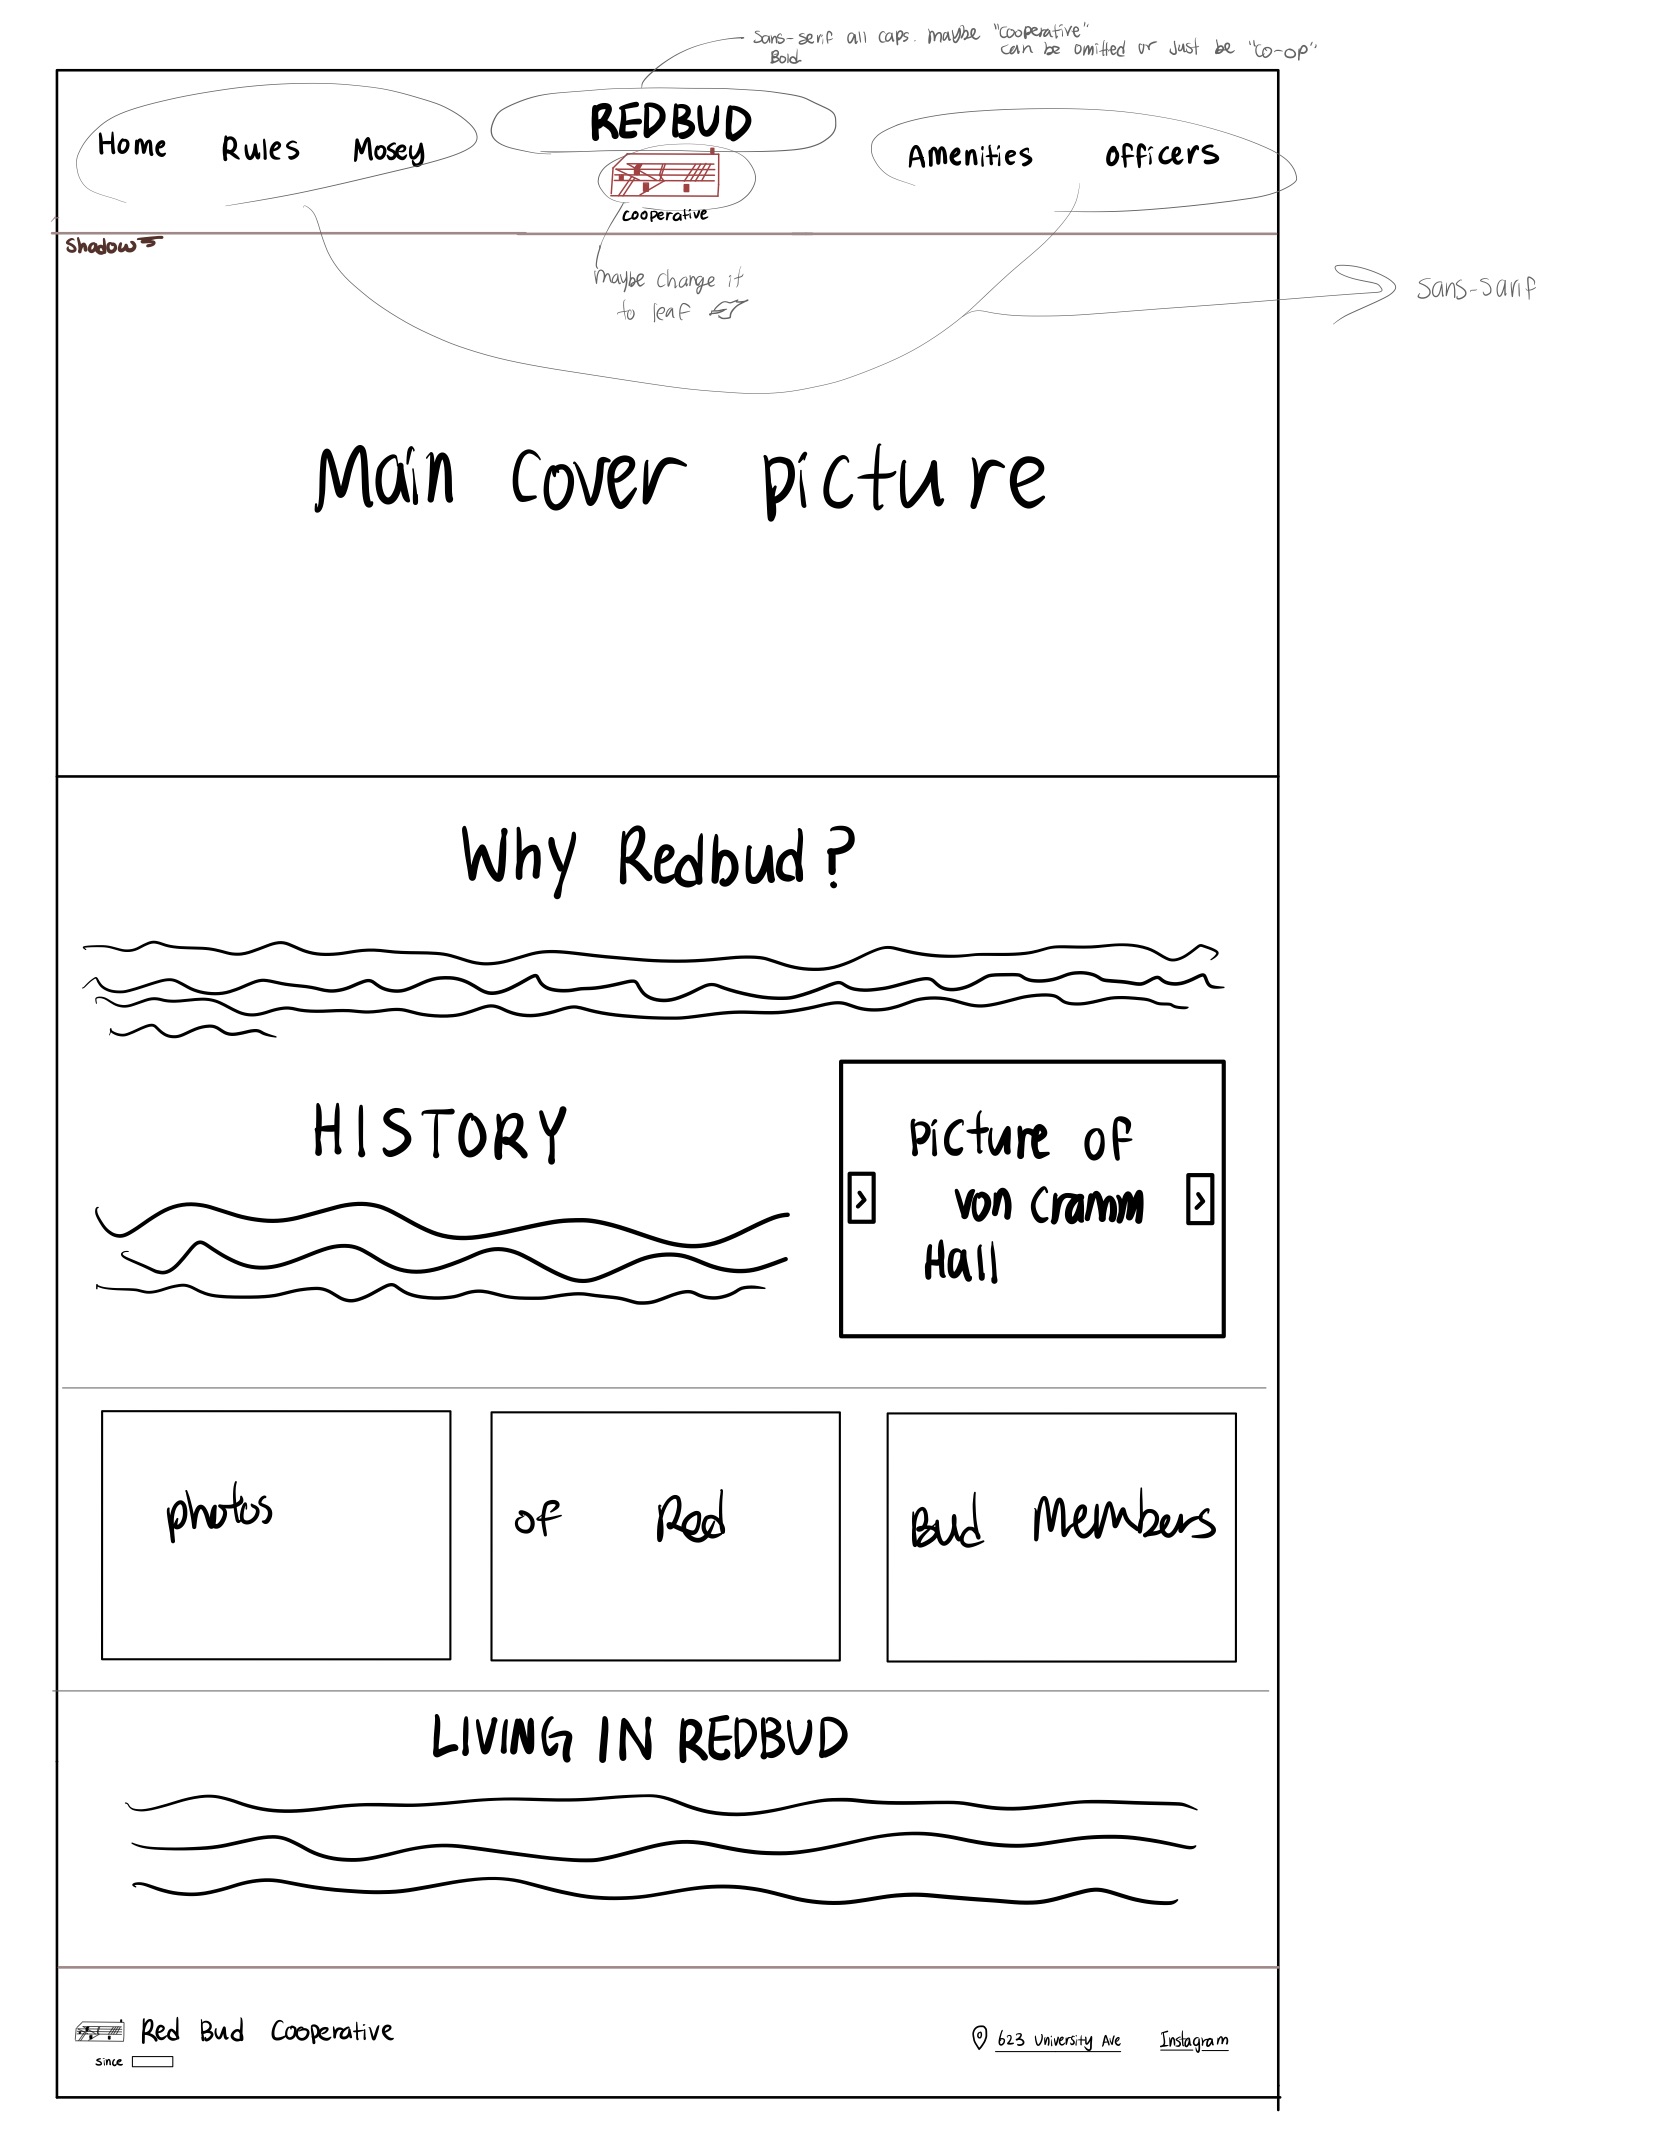 Sans-serif all caps. maybe "cooperative"
Bold can be omitted or just be "co-op"
Home Rules Mosey
REDBUD
cooperative
Amenities officers
Shadow
maybe change it
to leaf
sans-sarif
Main cover picture
Why Redbud?
HISTORY
picture of
von Cramm
Hall
>
>
photos
of Red
Bud Members
LIVING IN REDBUD
Red Bud Cooperative
since
623 University Ave Instagram